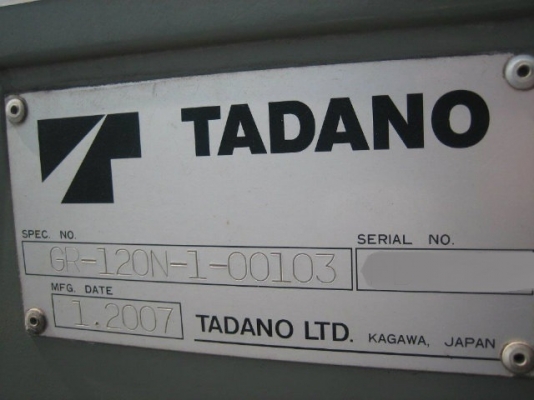 TADANO
SPEC. NO.
GR-120N-1-00103
SERIAL NO.
MFG. DATE
1.2007
TADANO LTD. KAGAWA, JAPAN